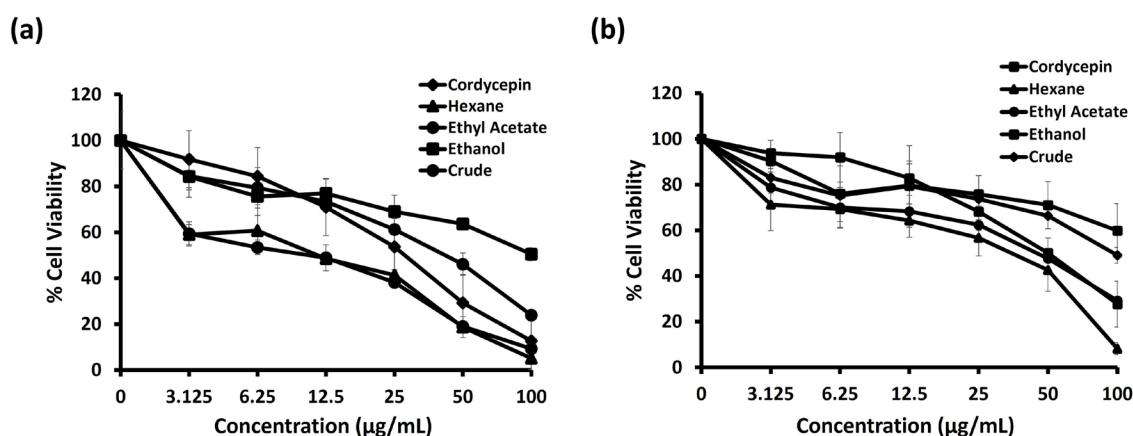 (a)
Cordycepin
Hexane
Ethyl Acetate
Ethanol
Crude
120
100
80
60
40
20
0
% Cell Viability
0 3.125 6.25 12.5 25 50 100
Concentration (μg/mL)
(b)
Cordycepin
Hexane
Ethyl Acetate
Ethanol
Crude
120
100
80
60
40
20
0
% Cell Viability
0 3.125 6.25 12.5 25 50 100
Concentration (μg/mL)